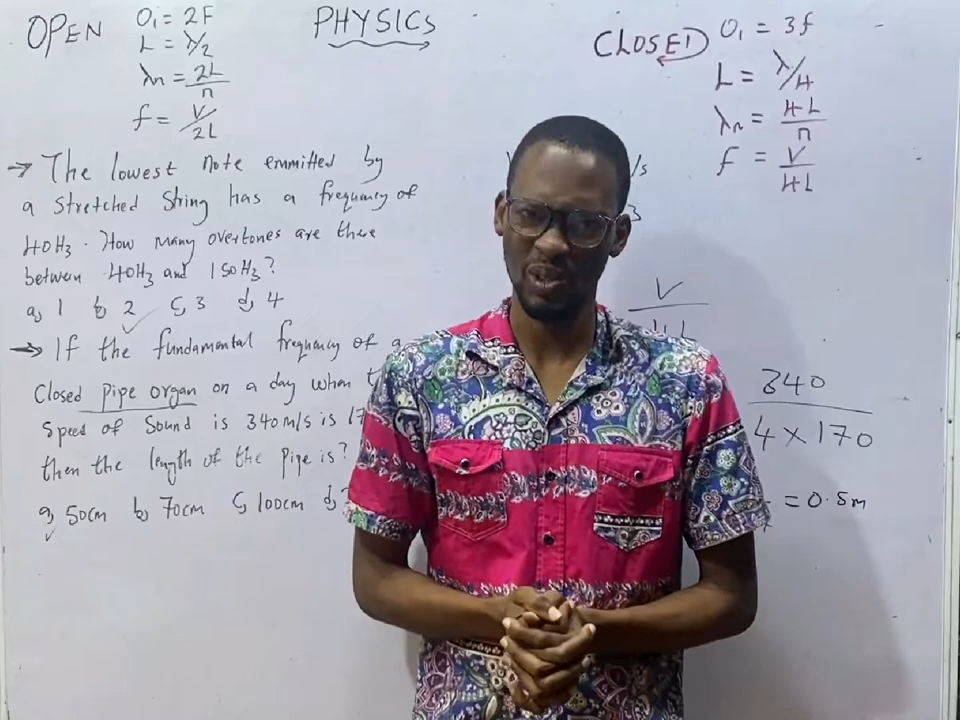 PHYSICS
OPEN
O₁ = 2F
L = λ/2
λn = 2L/n
f = V/2L
CLOSED
O₁ = 3f
L = λ/4
λn = 4L/n
f = V/4L
→ The lowest note emmitted by
a stretched string has a frequency of
40Hz. How many overtones are there
between 40Hz and 150Hz?
a, 1 b, 2 ✓ c, 3 d, 4
→ If the fundamental frequency of a
Closed pipe organ on a day when
Speed of Sound is 340m/s is
then the length of the pipe is?
a, 50cm ✓ b, 70cm c, 100cm d,
/s
3
V
340
4 × 170
= 0.5m